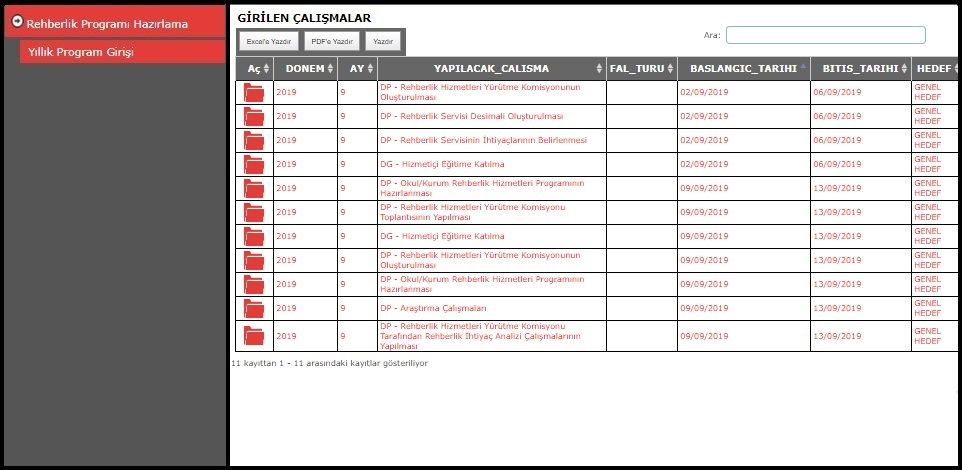 Rehberlik Programı Hazırlama
Yıllık Program Girişi
GİRİLEN ÇALIŞMALAR
Excel'e Yazdır PDF'e Yazdır Yazdır
Ara:
Aç DONEM AY YAPILACAK_CALISMA FAL_TURU BASLANGIC_TARIHI BITIS_TARIHI HEDEF
2019 9 DP - Rehberlik Hizmetleri Yürütme Komisyonunun 02/09/2019 06/09/2019 GENEL
Oluşturulması HEDEF
2019 9 DP - Rehberlik Servisi Desimali Oluşturulması 02/09/2019 06/09/2019 GENEL
HEDEF
2019 9 DP - Rehberlik Servisinin İhtiyaçlarının Belirlenmesi 02/09/2019 06/09/2019 GENEL
HEDEF
2019 9 DG - Hizmetiçi Eğitime Katılma 02/09/2019 06/09/2019 GENEL
HEDEF
2019 9 DP - Okul/Kurum Rehberlik Hizmetleri Programının 09/09/2019 13/09/2019 GENEL
Hazırlanması HEDEF
2019 9 DP - Rehberlik Hizmetleri Yürütme Komisyonu 09/09/2019 13/09/2019 GENEL
Toplantısının Yapılması HEDEF
2019 9 DG - Hizmetiçi Eğitime Katılma 09/09/2019 13/09/2019 GENEL
HEDEF
2019 9 DP - Rehberlik Hizmetleri Yürütme Komisyonunun 09/09/2019 13/09/2019 GENEL
Oluşturulması HEDEF
2019 9 DP - Okul/Kurum Rehberlik Hizmetleri Programının 09/09/2019 13/09/2019 GENEL
Hazırlanması HEDEF
2019 9 DP - Araştırma Çalışmaları 09/09/2019 13/09/2019 GENEL
HEDEF
2019 9 DP - Rehberlik Hizmetleri Yürütme Komisyonu 09/09/2019 13/09/2019 GENEL
Tarafından Rehberlik İhtiyaç Analizi Çalışmalarının HEDEF
Yapılması
11 kayıttan 1 - 11 arasındaki kayıtlar gösteriliyor